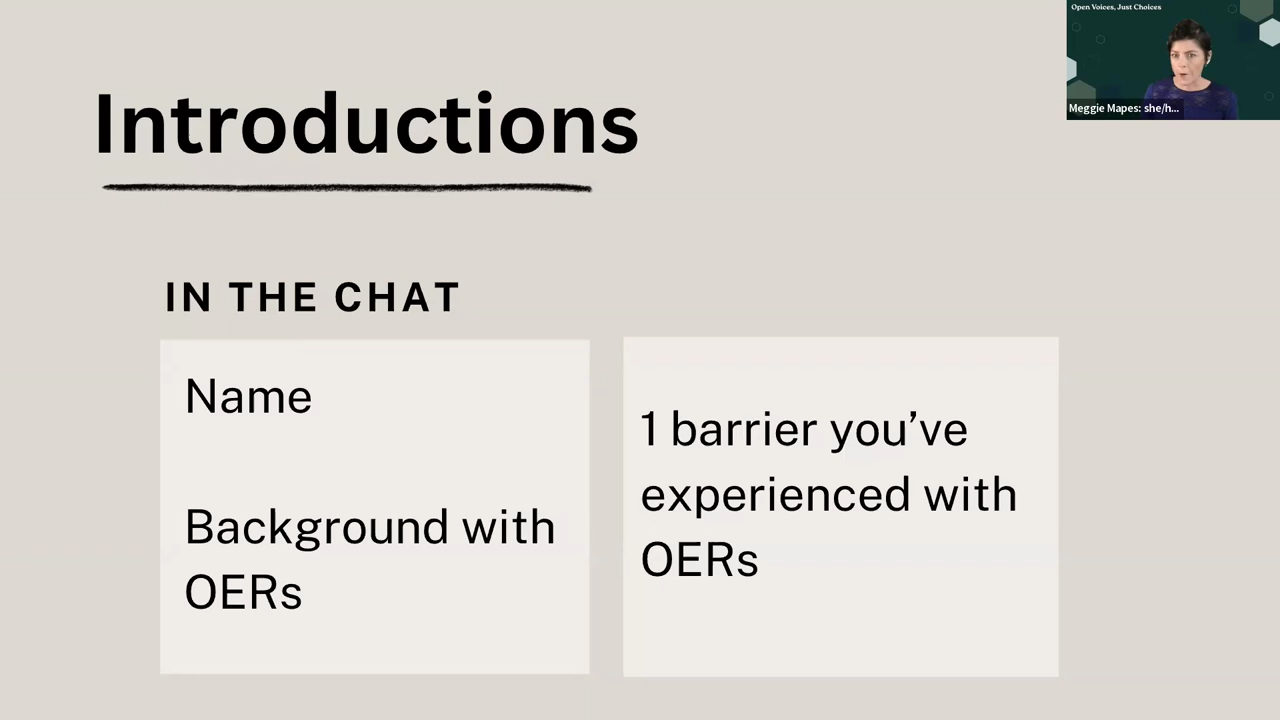 Open Voices, Just Choices
Meggie Mapes: she/h...
Introductions
IN THE CHAT
Name
Background with
OERs
1 barrier you’ve
experienced with
OERs